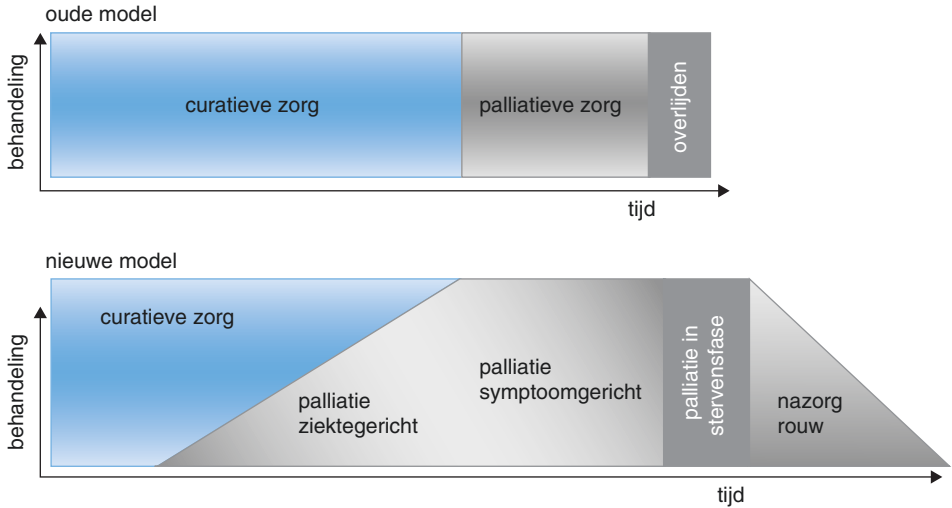 oude model
behandeling
curatieve zorg
palliatieve zorg
overlijden
tijd
nieuwe model
behandeling
curatieve zorg
palliatie
ziektegericht
palliatie
symptoomgericht
palliatie in
stervensfase
nazorg
rouw
tijd